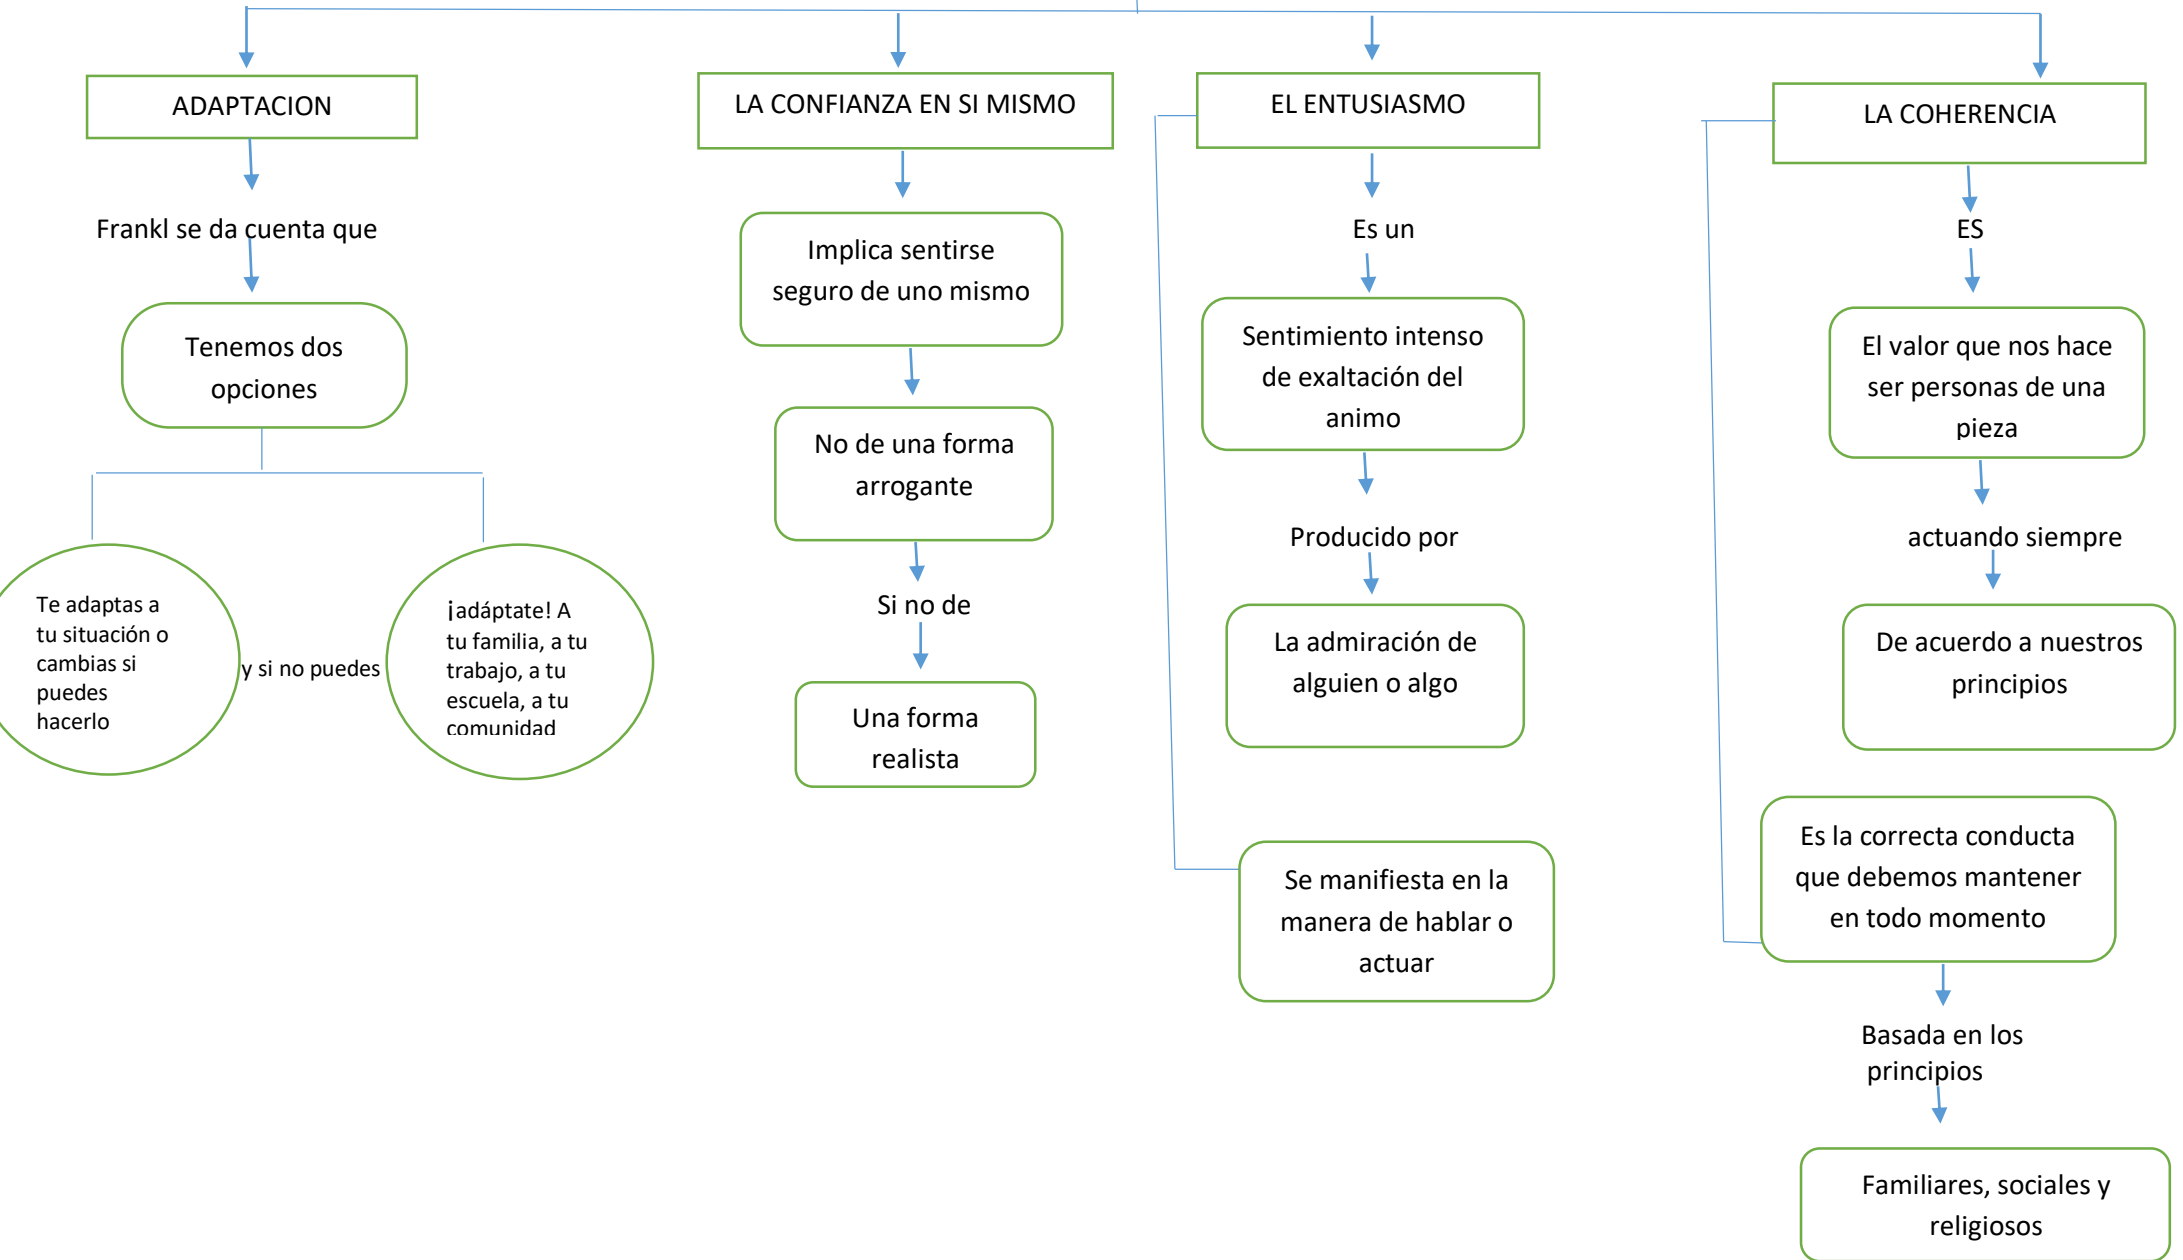 ADAPTACION
Frankl se da cuenta que
Tenemos dos
opciones
Te adaptas a
tu situación o
cambias si
puedes
hacerlo
y si no puedes
¡adáptate! A
tu familia, a tu
trabajo, a tu
escuela, a tu
comunidad
LA CONFIANZA EN SI MISMO
Implica sentirse
seguro de uno mismo
No de una forma
arrogante
Si no de
Una forma
realista
EL ENTUSIASMO
Es un
Sentimiento intenso
de exaltación del
animo
Producido por
La admiración de
alguien o algo
Se manifiesta en la
manera de hablar o
actuar
LA COHERENCIA
ES
El valor que nos hace
ser personas de una
pieza
actuando siempre
De acuerdo a nuestros
principios
Es la correcta conducta
que debemos mantener
en todo momento
Basada en los
principios
Familiares, sociales y
religiosos